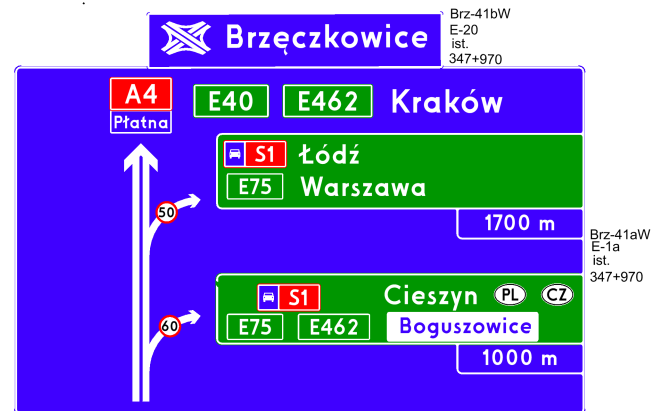 Brzęczkowice
Brz-41bW
E-20
ist.
347+970
A4
Płatna
E40 E462 Kraków
S1 Łódź
E75 Warszawa
50
1700 m
Brz-41aW
E-1a
ist.
347+970
S1 Cieszyn PL CZ
E75 E462 Boguszowice
60
1000 m